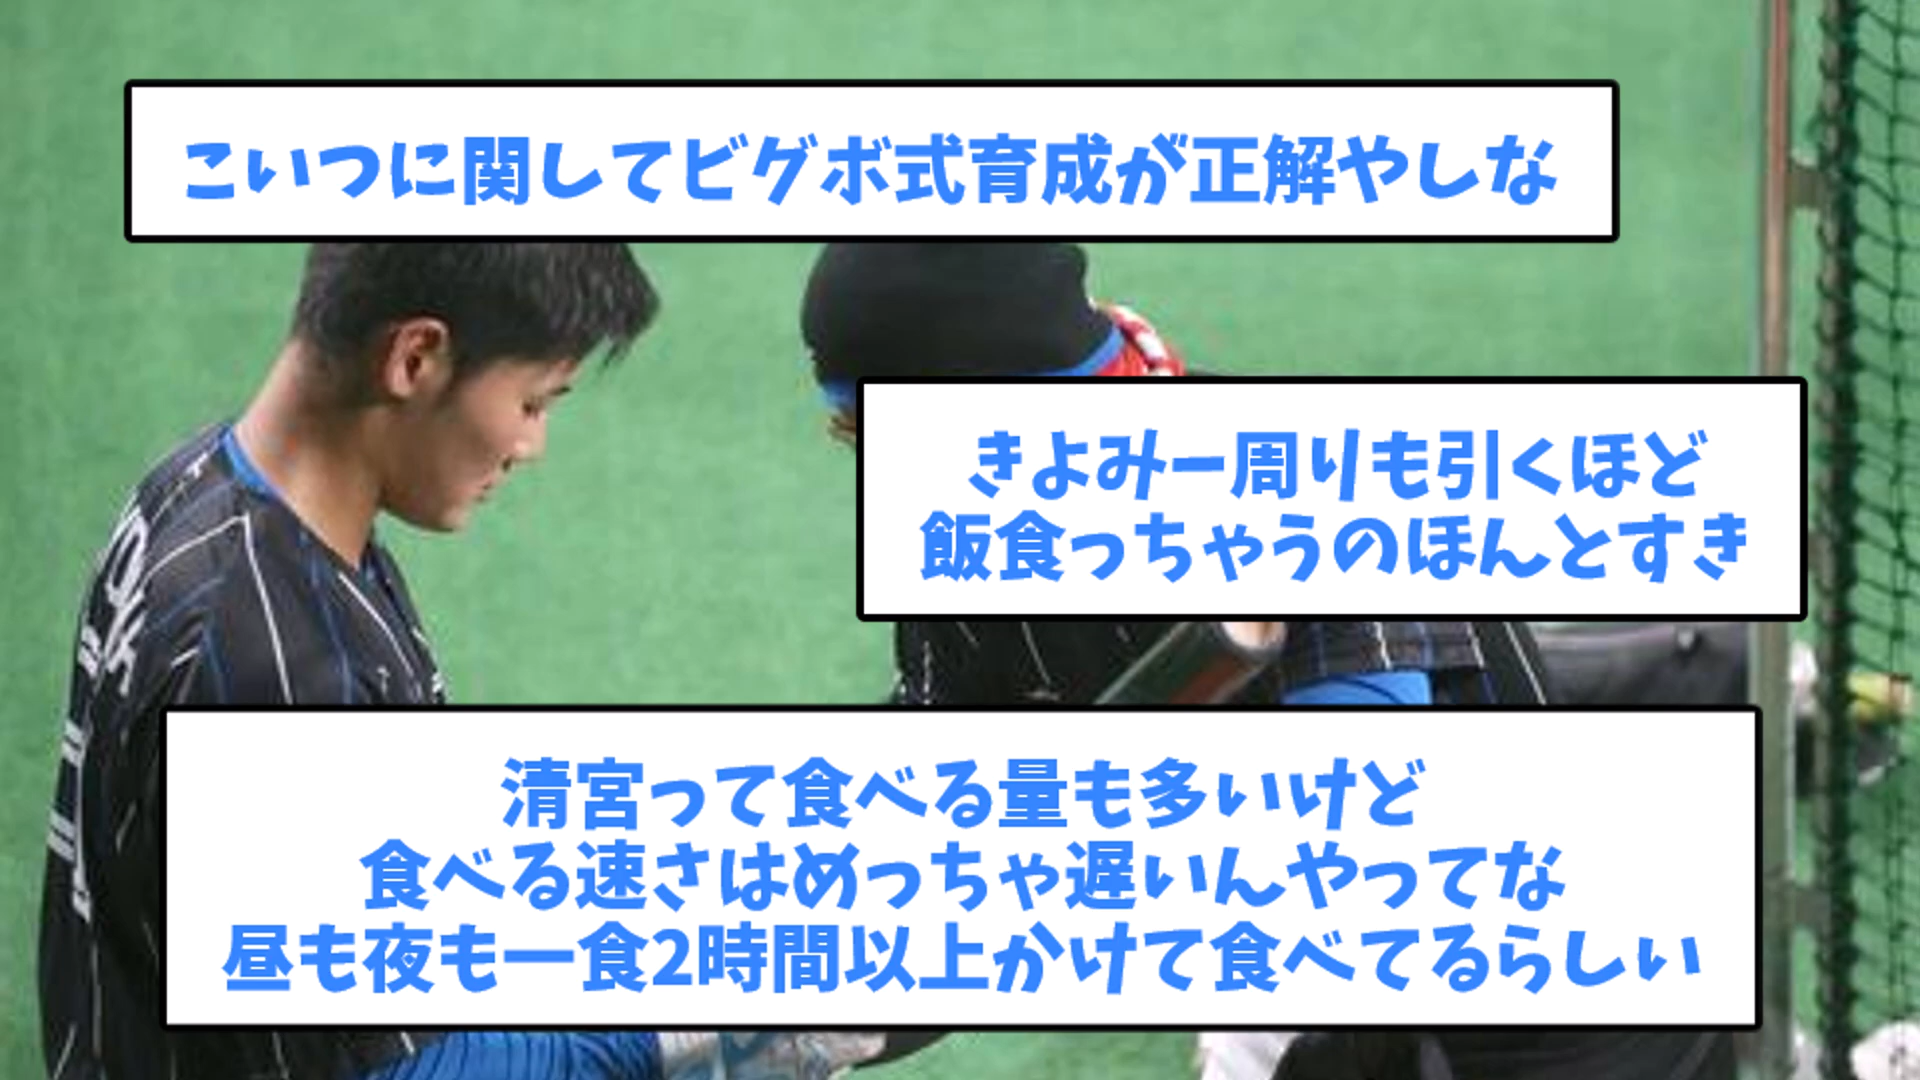 こいつに関してビグボ式育成が正解やしな
きよみー周りも引くほど
飯食っちゃうのほんとすき
清宮って食べる量も多いけど
食べる速さはめっちゃ遅いんやってな
昼も夜も一食2時間以上かけて食べてるらしい